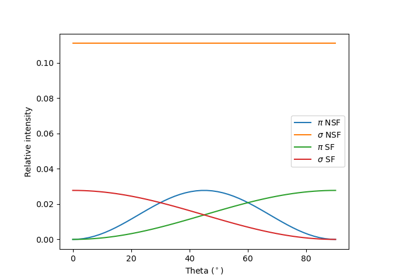 0.10
0.08
0.06
0.04
0.02
0.00
Relative intensity
π NSF
σ NSF
π SF
σ SF
0 20 40 60 80
Theta (°)